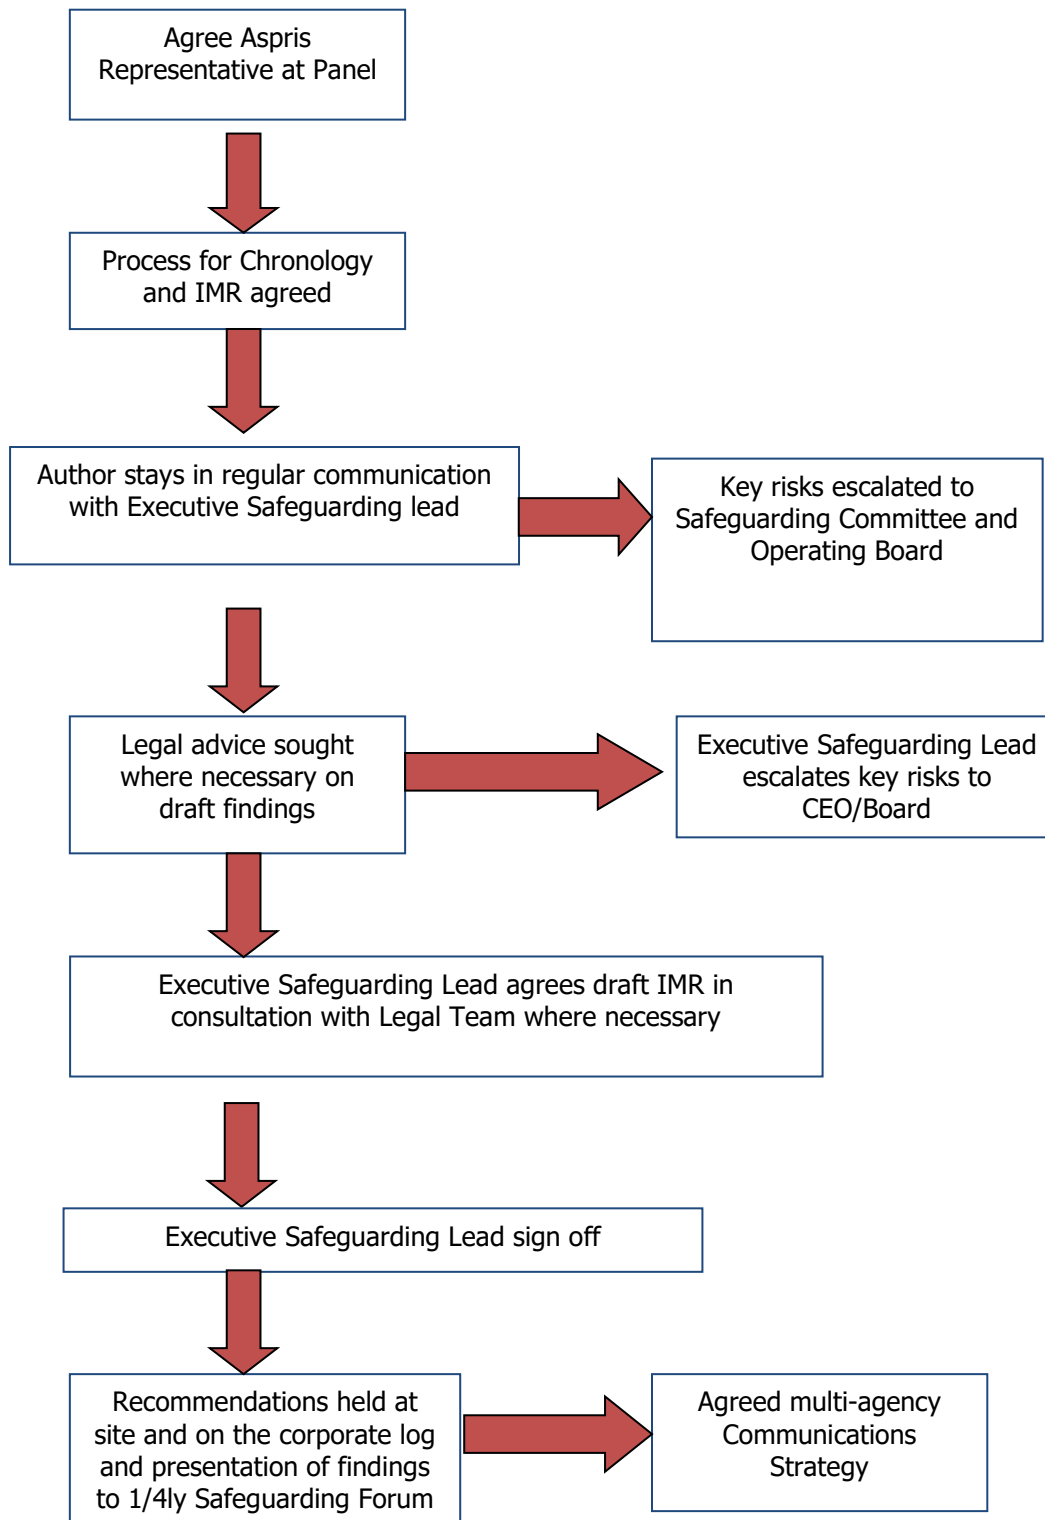 Agree Aspris
Representative at Panel
Process for Chronology
and IMR agreed
Author stays in regular communication
with Executive Safeguarding lead
Key risks escalated to
Safeguarding Committee and
Operating Board
Legal advice sought
where necessary on
draft findings
Executive Safeguarding Lead
escalates key risks to
CEO/Board
Executive Safeguarding Lead agrees draft IMR in
consultation with Legal Team where necessary
Executive Safeguarding Lead sign off
Recommendations held at
site and on the corporate log
and presentation of findings
to 1/4ly Safeguarding Forum
Agreed multi-agency
Communications
Strategy